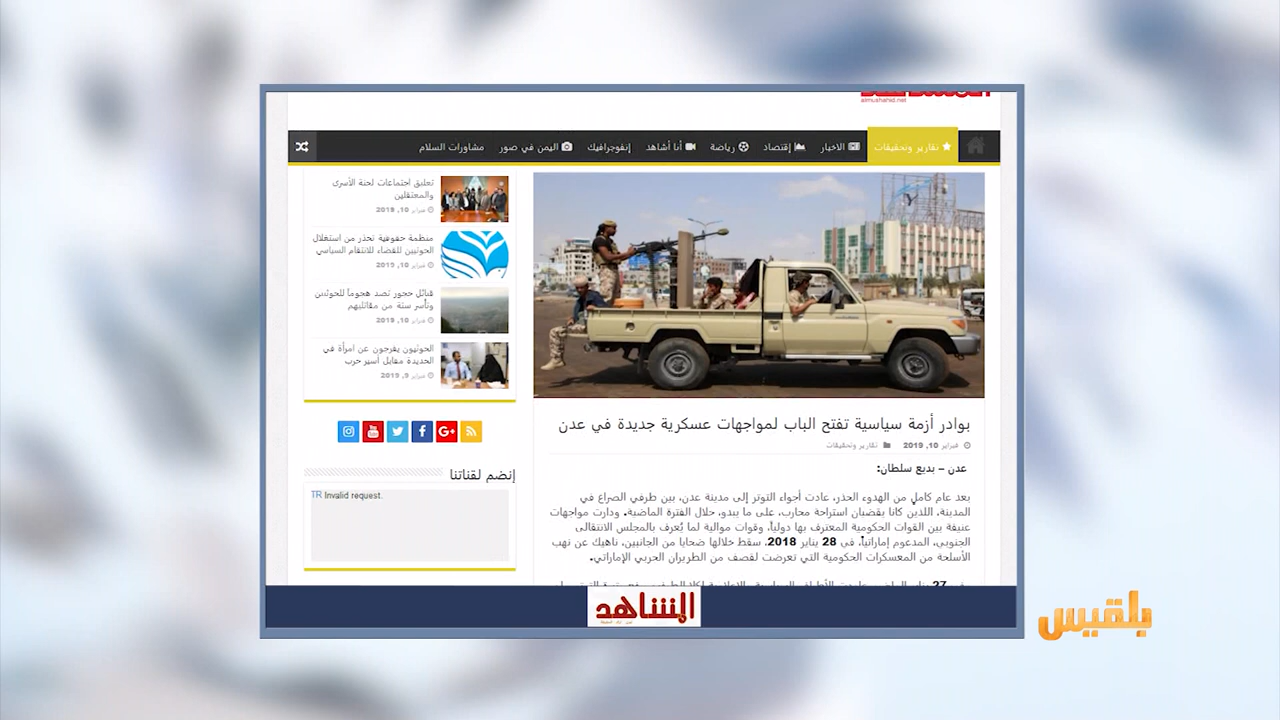 almushahid.net
تقارير وتحقيقات
الاخبار
إقتصاد
رياضة
أنا أشاهد
إنفوجرافيك
اليمن في صور
مشاورات السلام
بوادر أزمة سياسية تفتح الباب لمواجهات عسكرية جديدة في عدن
فبراير 10, 2019
تقارير وتحقيقات
عدن – بديع سلطان:
بعد عام كامل من الهدوء الحذر، عادت أجواء التوتر إلى مدينة عدن، بين طرفي الصراع في
المدينة، اللذين كانا يقضيان استراحة محارب، على ما يبدو، خلال الفترة الماضية. ودارت مواجهات
عنيفة بين القوات الحكومية المعترف بها دولياً، وقوات موالية لما يُعرف بالمجلس الانتقالي
الجنوبي، المدعوم إماراتياً، في 28 يناير 2018، سقط خلالها ضحايا من الجانبين، ناهيك عن نهب
الأسلحة من المعسكرات الحكومية التي تعرضت لقصف من الطيران الحربي الإماراتي.
تعليق اجتماعات لجنة الأسرى
والمعتقلين
فبراير 10, 2019
منظمة حقوقية تحذر من استغلال
الحوثيين للقضاء للانتقام السياسي
فبراير 10, 2019
قبائل حجور تصد هجوماً للحوثيين
وتأسر ستة من مقاتليهم
فبراير 10, 2019
الحوثيون يفرجون عن امرأة في
الحديدة مقابل أسير حرب
فبراير 9, 2019
إنضم لقناتنا
TR Invalid request.
المشاهد
بلقيس